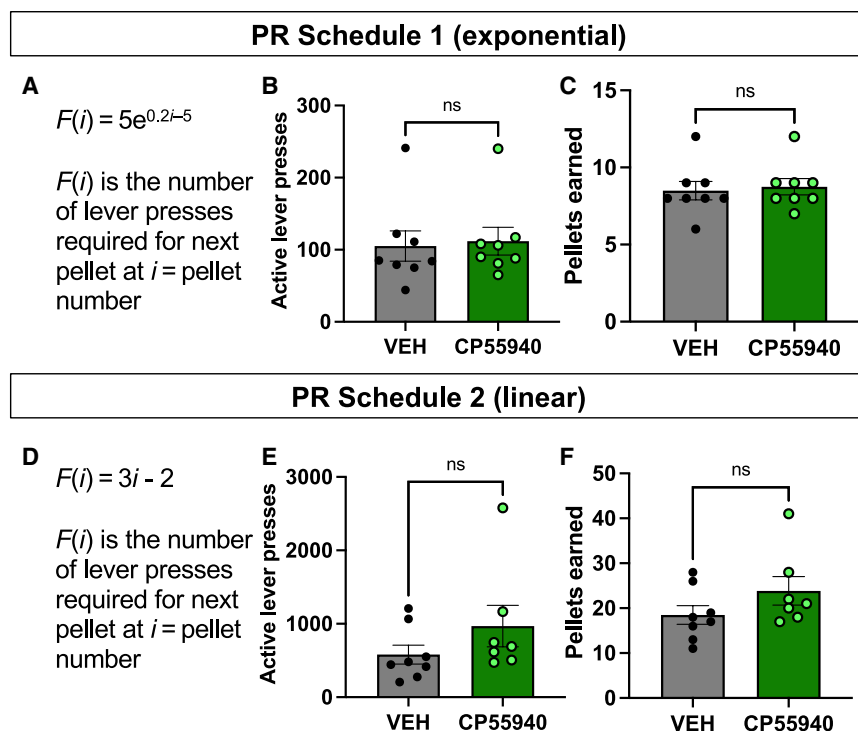 PR Schedule 1 (exponential)
A
F(i) = 5e^0.2i–5
F(i) is the number
of lever presses
required for next
pellet at i = pellet
number
B
Active lever presses
300
200
100
0
ns
VEH
CP55940
C
Pellets earned
15
10
5
0
ns
VEH
CP55940
PR Schedule 2 (linear)
D
F(i) = 3i - 2
F(i) is the number
of lever presses
required for next
pellet at i = pellet
number
E
Active lever presses
3000
2000
1000
0
ns
VEH
CP55940
F
Pellets earned
50
40
30
20
10
0
ns
VEH
CP55940